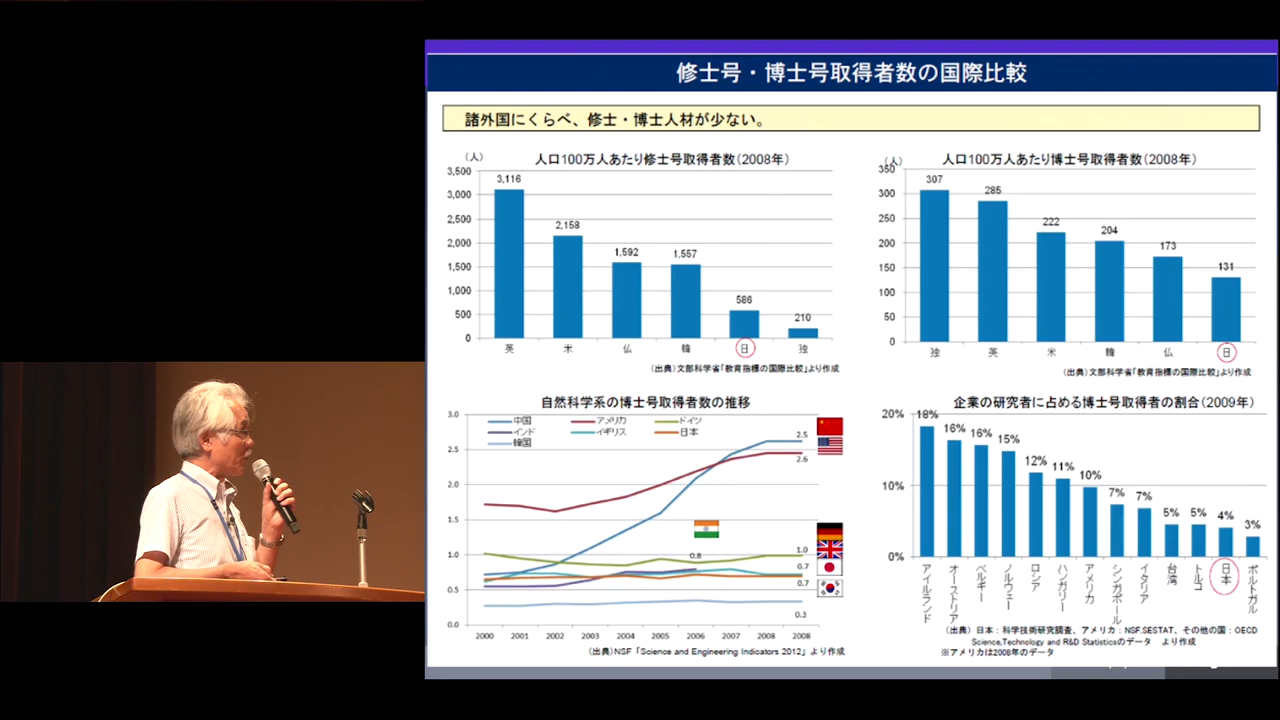 修士号・博士号取得者数の国際比較
諸外国にくらべ、修士・博士人材が少ない。
人口100万人あたり修士号取得者数(2008年)
(人)
3,500
3,000
2,500
2,000
1,500
1,000
500
0
3,116
2,158
1,592
1,557
586
210
英 米 仏 韓 日 独
(出典)文部科学省「教育指標の国際比較」より作成
人口100万人あたり博士号取得者数(2008年)
(人)
350
300
250
200
150
100
50
0
307
285
222
204
173
131
独 英 米 韓 仏 日
(出典)文部科学省「教育指標の国際比較」より作成
自然科学系の博士号取得者数の推移
3.0
2.5
2.0
1.5
1.0
0.5
0.0
中国 アメリカ ドイツ
インド イギリス 日本
韓国
2.5
2.6
0.8
1.0
0.7
0.7
0.3
2000 2001 2002 2003 2004 2005 2006 2007 2008 2008
(出典)NSF「Science and Engineering Indicators 2012」より作成
企業の研究者に占める博士号取得者の割合(2009年)
20%
10%
0%
18% 16% 16% 15% 12% 11% 10% 7% 7% 5% 5% 4% 3%
アイルランド
オーストリア
ベルギー
ノルウェー
ロシア
ハンガリー
アメリカ
シンガポール
イタリア
台湾
トルコ
日本
ポルトガル
(出典)日本:科学技術研究調査、アメリカ:NSF,SESTAT、その他の国:OECD
Science,Technology and R&D Statisticsのデータ より作成
※アメリカは2008年のデータ